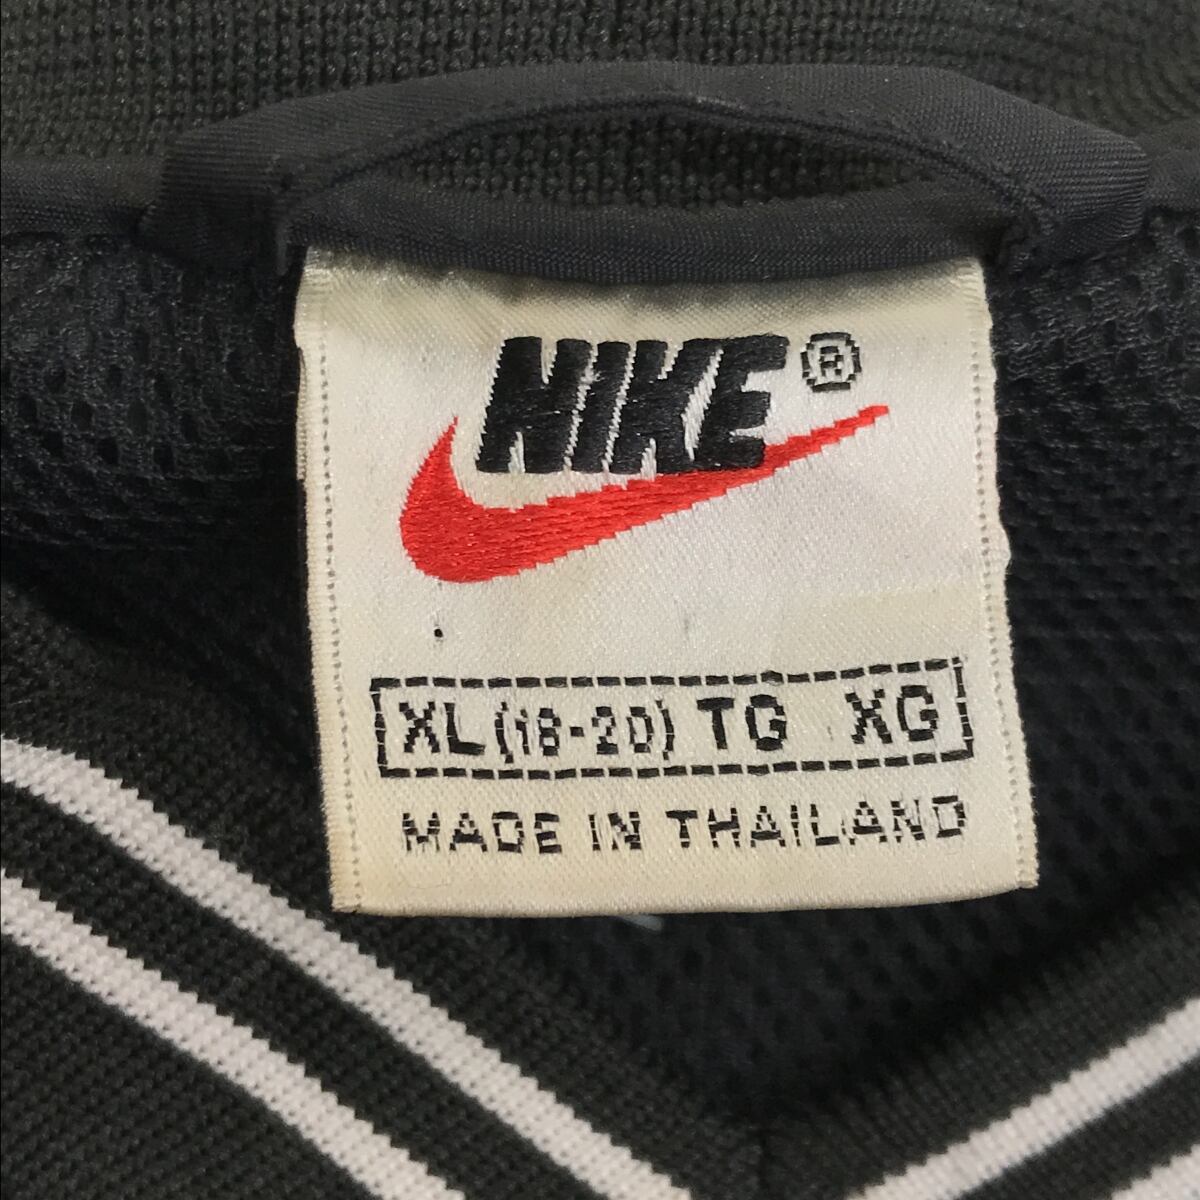 NIKE®
XL (18-20) TG XG
MADE IN THAILAND